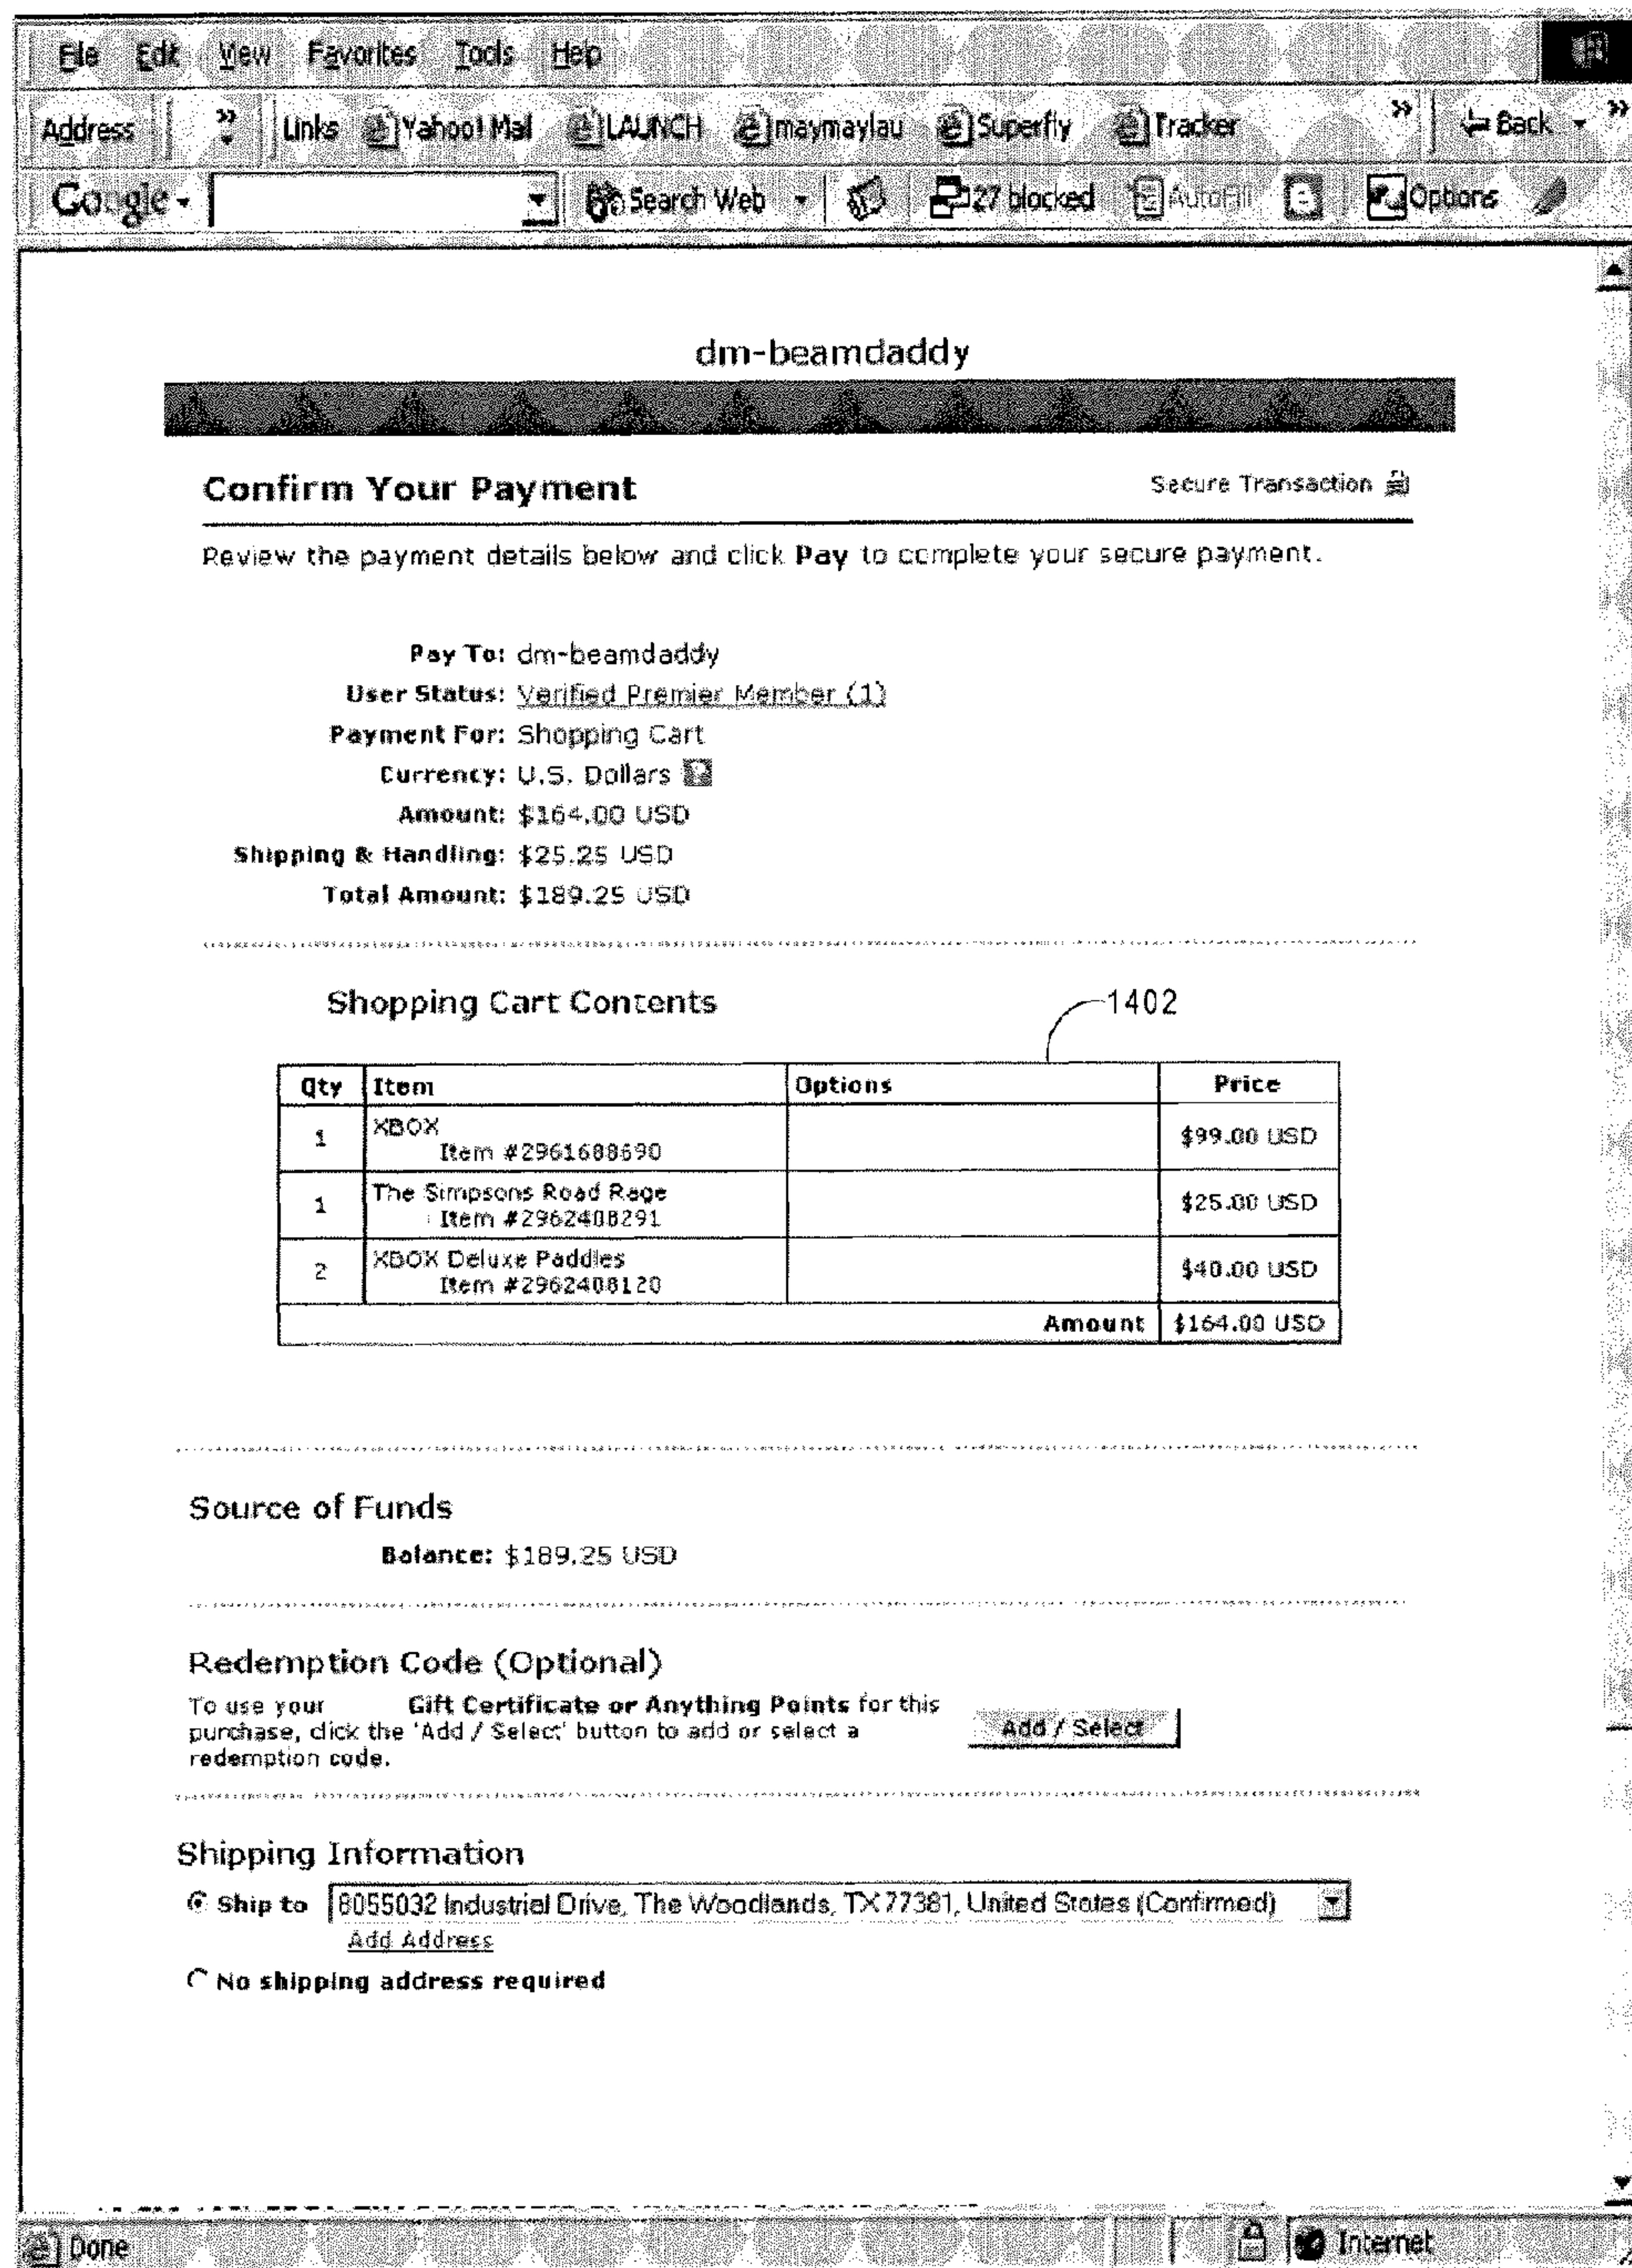 File Edit View Favorites Tools Help
Address » Links Yahoo! Mail LAUNCH maymaylau Superfly Tracker » Back »
Google Search Web 27 blocked AutoFill Options
dm-beamdaddy
Confirm Your Payment Secure Transaction
Review the payment details below and click Pay to complete your secure payment.
Pay To: dm-beamdaddy
User Status: Verified Premier Member (1)
Payment For: Shopping Cart
Currency: U.S. Dollars ?
Amount: $164.00 USD
Shipping & Handling: $25.25 USD
Total Amount: $189.25 USD
Shopping Cart Contents 1402
Qty Item Options Price
1 XBOX $99.00 USD
Item #2961688690
1 The Simpsons Road Rage $25.00 USD
Item #2962408291
2 XBOX Deluxe Paddles $40.00 USD
Item #2962408120
Amount $164.00 USD
Source of Funds
Balance: $189.25 USD
Redemption Code (Optional)
To use your Gift Certificate or Anything Points for this
purchase, click the 'Add / Select' button to add or select a
redemption code.
Add / Select
Shipping Information
Ship to 8055032 Industrial Drive, The Woodlands, TX 77381, United States (Confirmed)
Add Address
No shipping address required
Done Internet